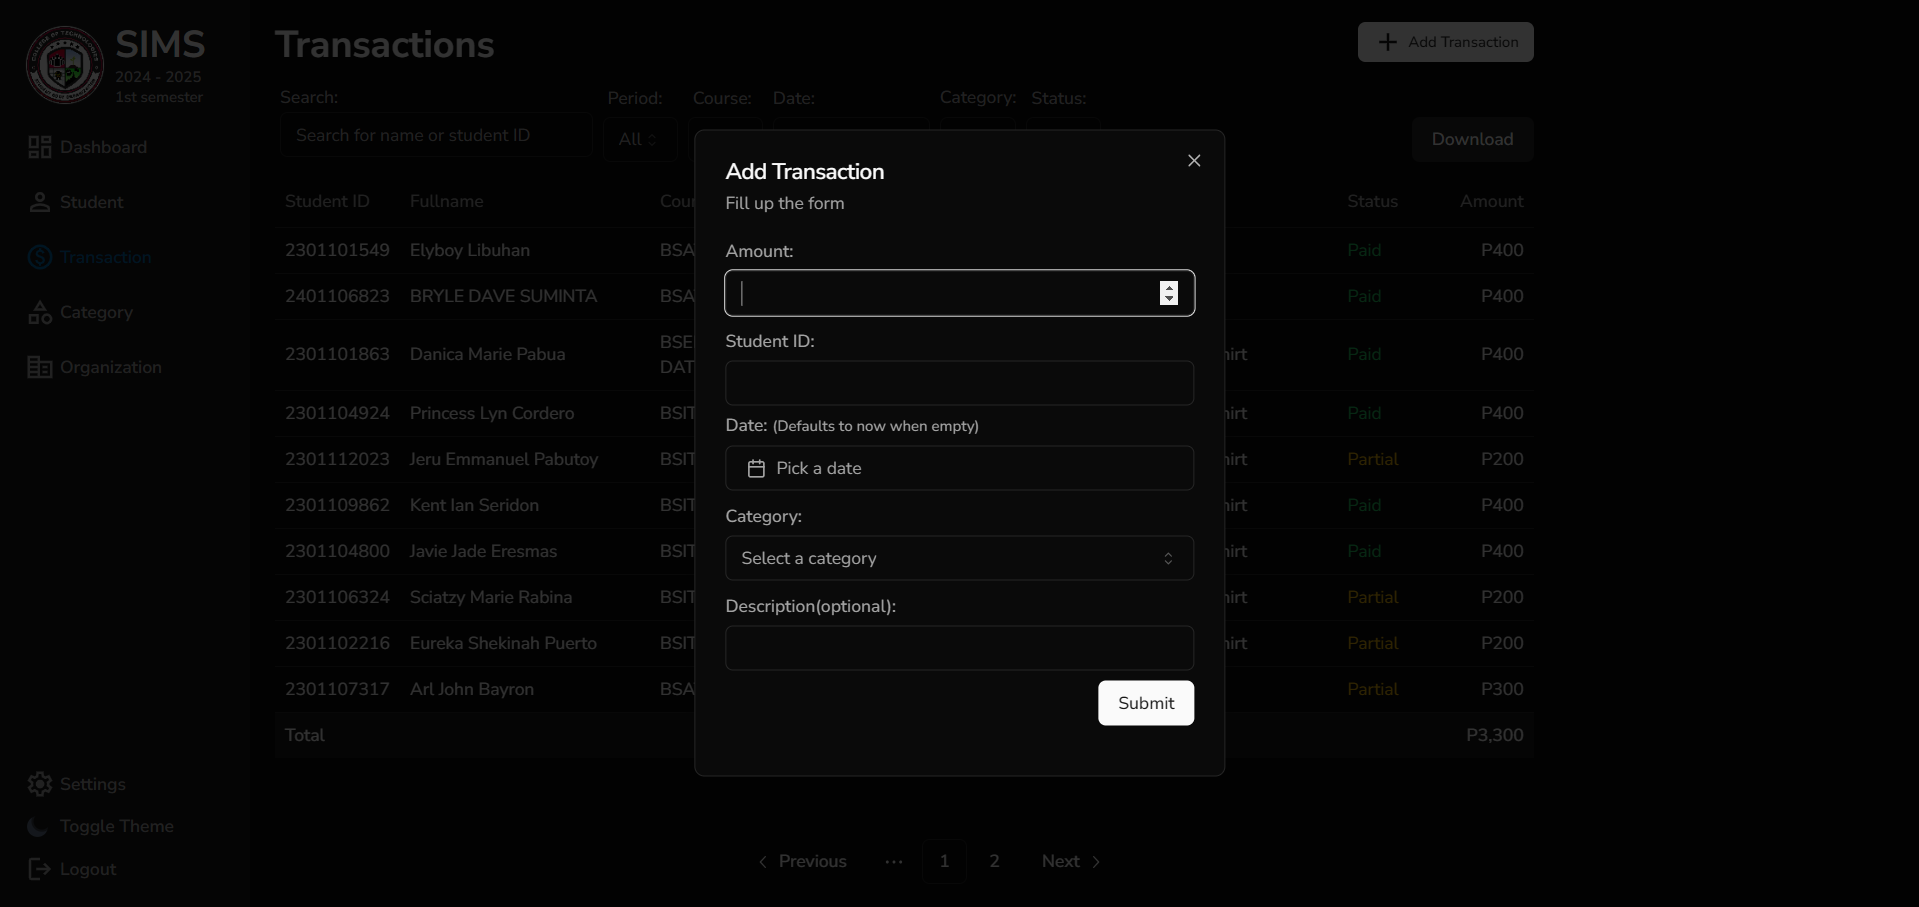 SIMS
2024 - 2025
1st semester
Dashboard
Student
Transaction
Category
Organization
Settings
Toggle Theme
Logout
Transactions
Add Transaction
Search:
Period:
Course:
Date:
Category:
Status:
Search for name or student ID
All
Download
Student ID Fullname Cour Status Amount
2301101549 Elyboy Libuhan BSA Paid P400
2401106823 BRYLE DAVE SUMINTA BSA Paid P400
2301101863 Danica Marie Pabua BSE DAT irt Paid P400
2301104924 Princess Lyn Cordero BSIT irt Paid P400
2301112023 Jeru Emmanuel Pabutoy BSIT irt Partial P200
2301109862 Kent Ian Seridon BSIT irt Paid P400
2301104800 Javie Jade Eresmas BSIT irt Paid P400
2301106324 Sciatzy Marie Rabina BSIT irt Partial P200
2301102216 Eureka Shekinah Puerto BSIT irt Partial P200
2301107317 Arl John Bayron BSA Partial P300
Total P3,300
Previous ... 1 2 Next
Add Transaction
Fill up the form
Amount:
Student ID:
Date: (Defaults to now when empty)
Pick a date
Category:
Select a category
Description(optional):
Submit